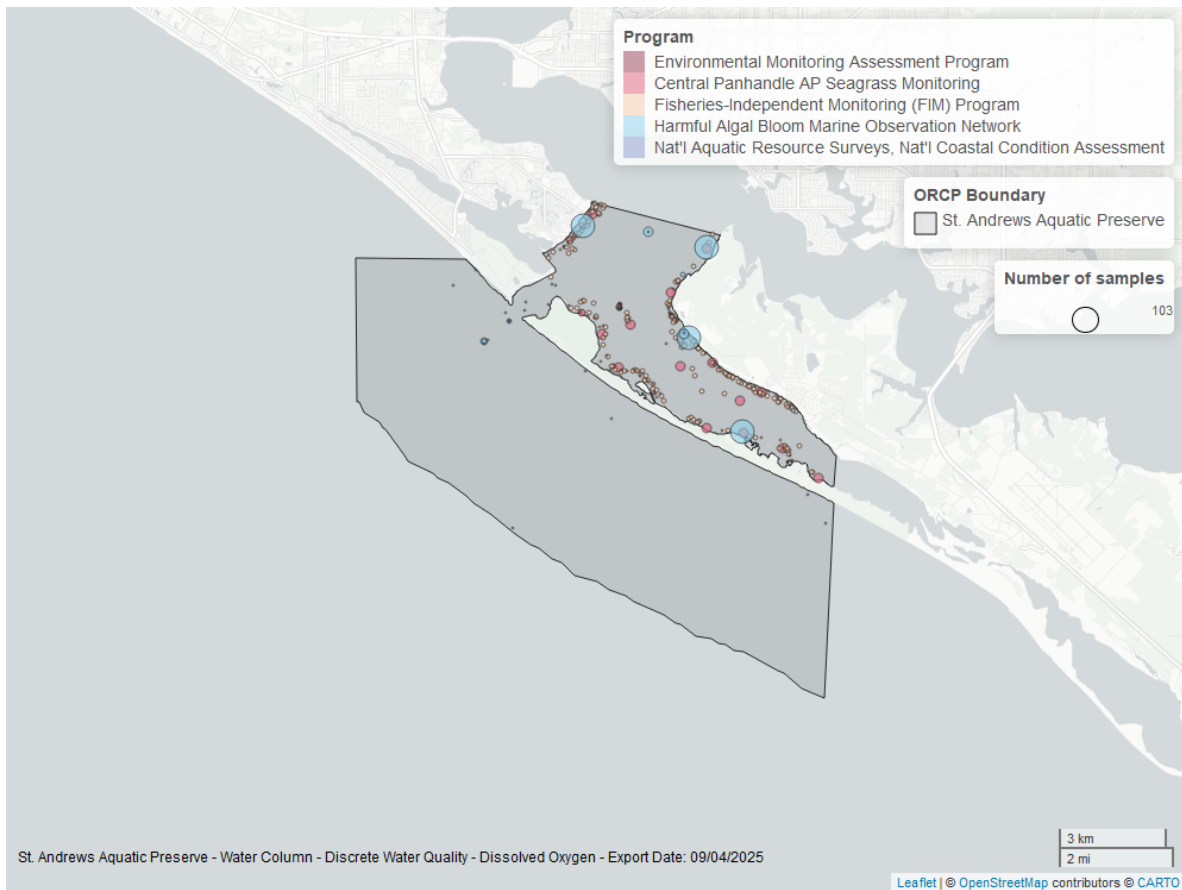 Program
Environmental Monitoring Assessment Program
Central Panhandle AP Seagrass Monitoring
Fisheries-Independent Monitoring (FIM) Program
Harmful Algal Bloom Marine Observation Network
Nat'l Aquatic Resource Surveys, Nat'l Coastal Condition Assessment
ORCP Boundary
St. Andrews Aquatic Preserve
Number of samples
103
3 km
2 mi
St. Andrews Aquatic Preserve - Water Column - Discrete Water Quality - Dissolved Oxygen - Export Date: 09/04/2025
Leaflet | © OpenStreetMap contributors © CARTO